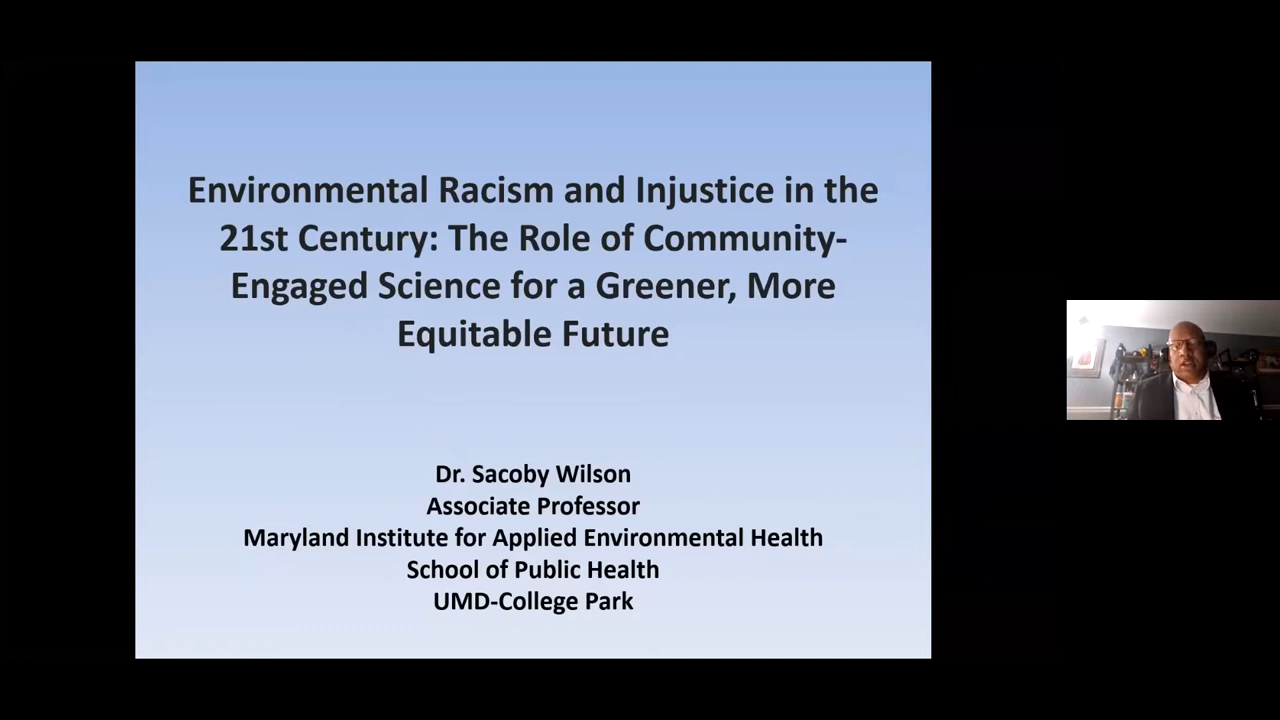 Environmental Racism and Injustice in the
21st Century: The Role of Community-
Engaged Science for a Greener, More
Equitable Future
Dr. Sacoby Wilson
Associate Professor
Maryland Institute for Applied Environmental Health
School of Public Health
UMD-College Park